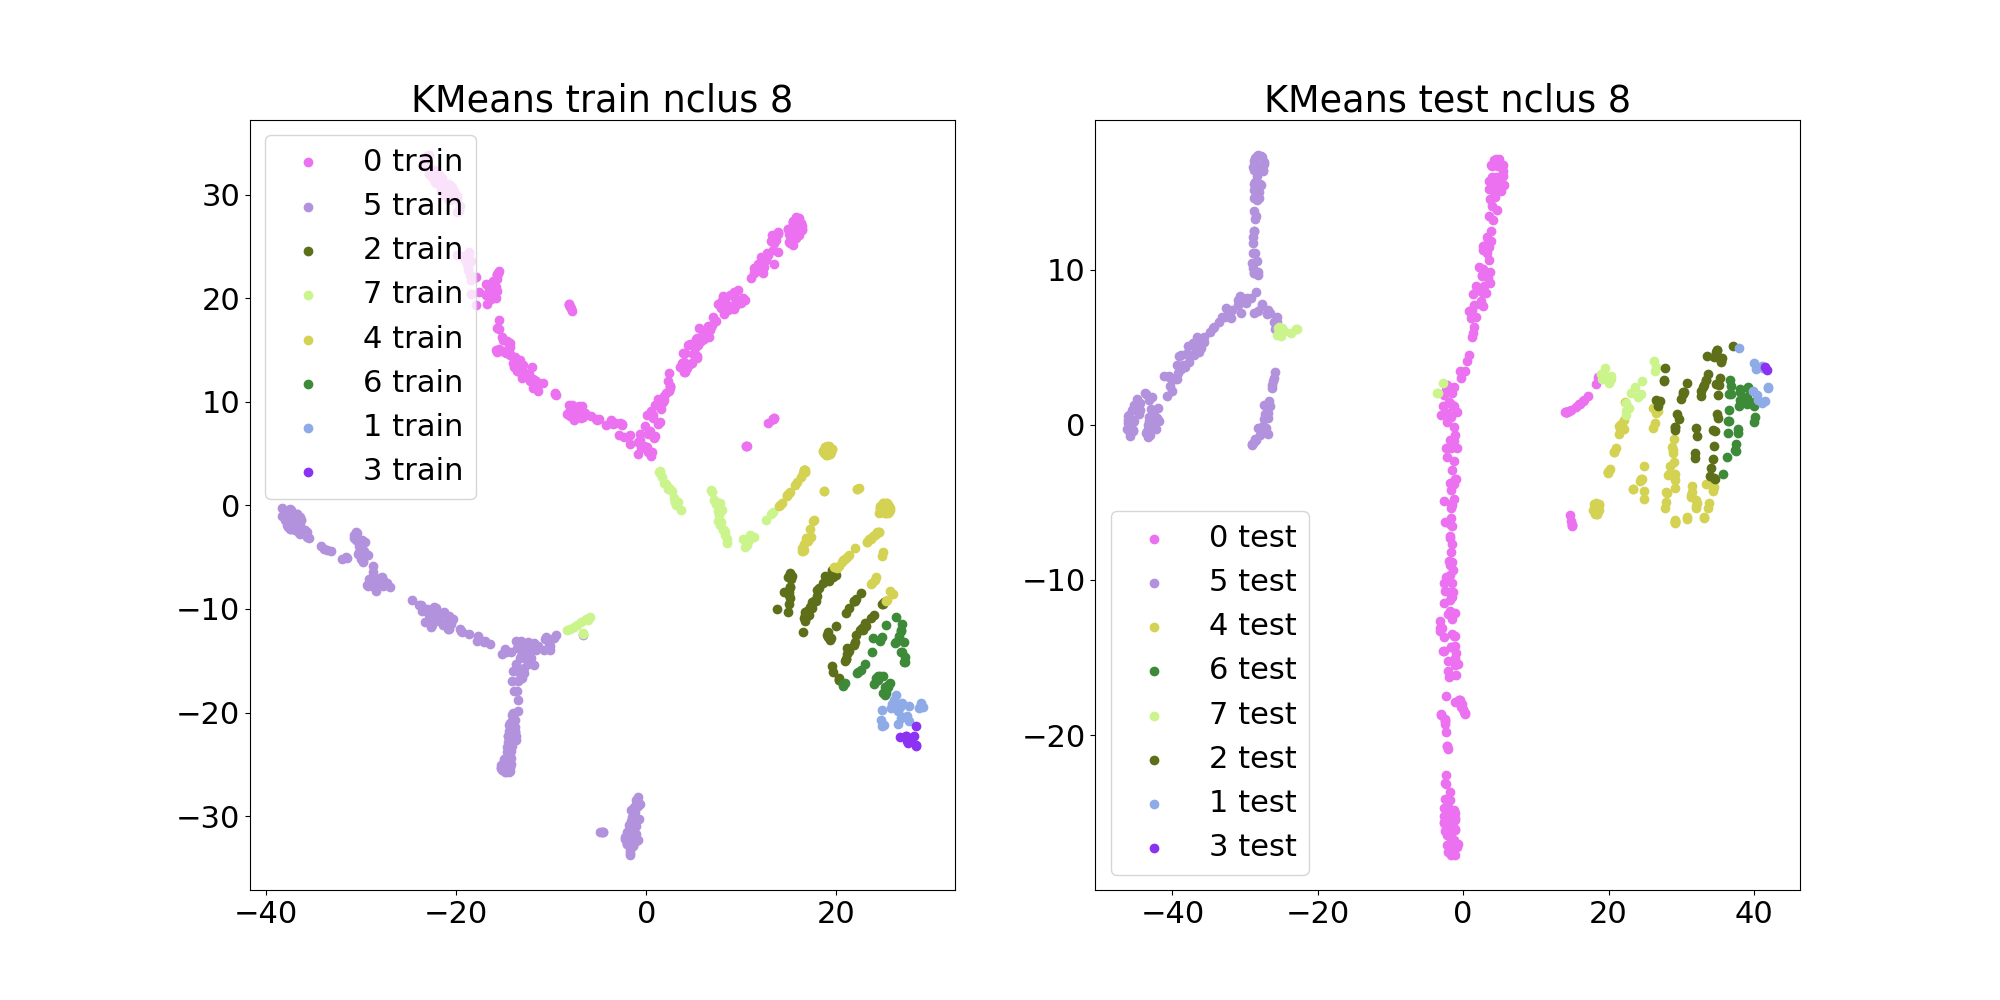 KMeans train nclus 8
0 train
5 train
2 train
7 train
4 train
6 train
1 train
3 train
30
20
10
0
−10
−20
−30
−40
−20
0
20
KMeans test nclus 8
10
0
−10
−20
0 test
5 test
4 test
6 test
7 test
2 test
1 test
3 test
−40
−20
0
20
40